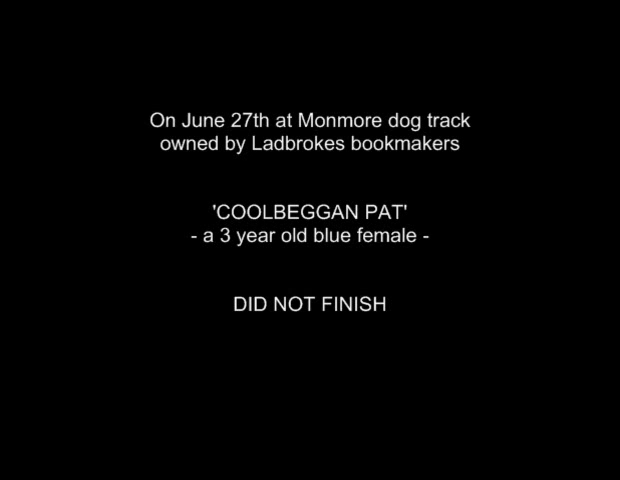 On June 27th at Monmore dog track
owned by Ladbrokes bookmakers
'COOLBEGGAN PAT'
- a 3 year old blue female -
DID NOT FINISH